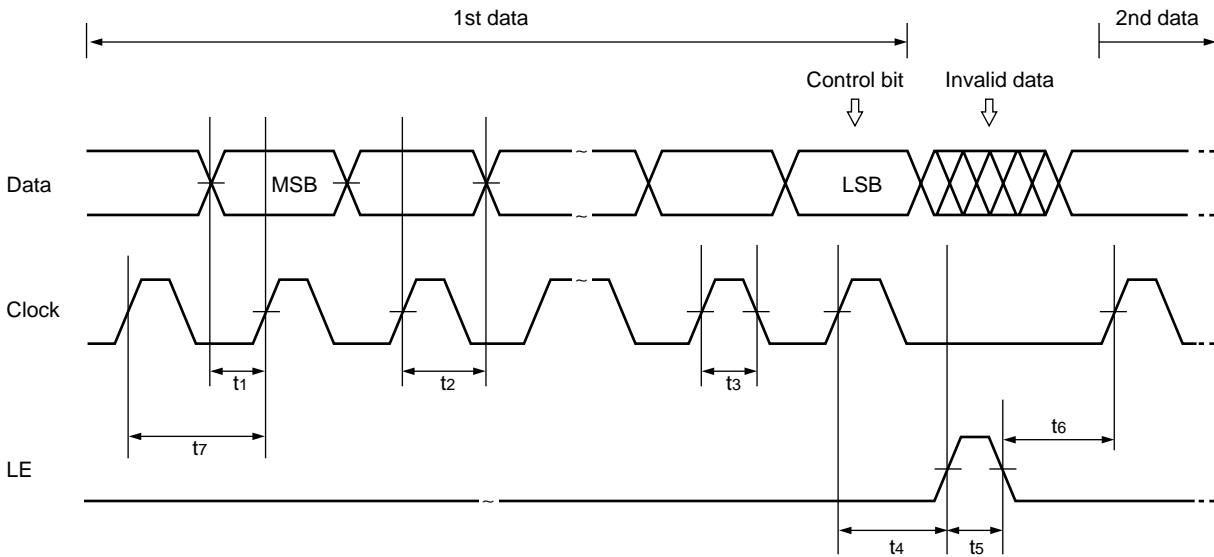 1st data
2nd data
Control bit
Invalid data
Data
MSB
LSB
Clock
t1
t2
t3
t7
t6
LE
t4
t5